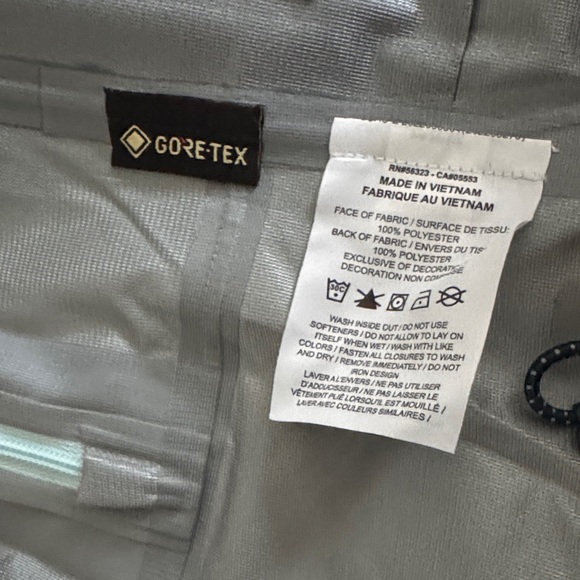 GORE-TEX
RN#56323 - CA#05553
MADE IN VIETNAM
FABRIQUE AU VIETNAM
FACE OF FABRIC / SURFACE DE TISSU:
100% POLYESTER
BACK OF FABRIC / ENVERS DU
100% POLYESTER
EXCLUSIVE OF
DECORATION NON
30C
WASH INSIDE OUT / DO NOT USE
SOFTENERS / DO NOT ALLOW TO LAY ON
ITSELF WHEN WET / WASH WITH LIKE
COLORS / FASTEN ALL CLOSURES TO WASH
AND DRY / REMOVE IMMEDIATELY / DO NOT
IRON DESIGN
LAVER A L'ENVERS / NE PAS UTILISER
D'ADOUCISSEUR / NE PAS LAISSER LE
VÊTEMENT PLIÉ LORSQU'IL EST MOUILLÉ /
LAVER AVEC COULEURS SIMILAIRES /